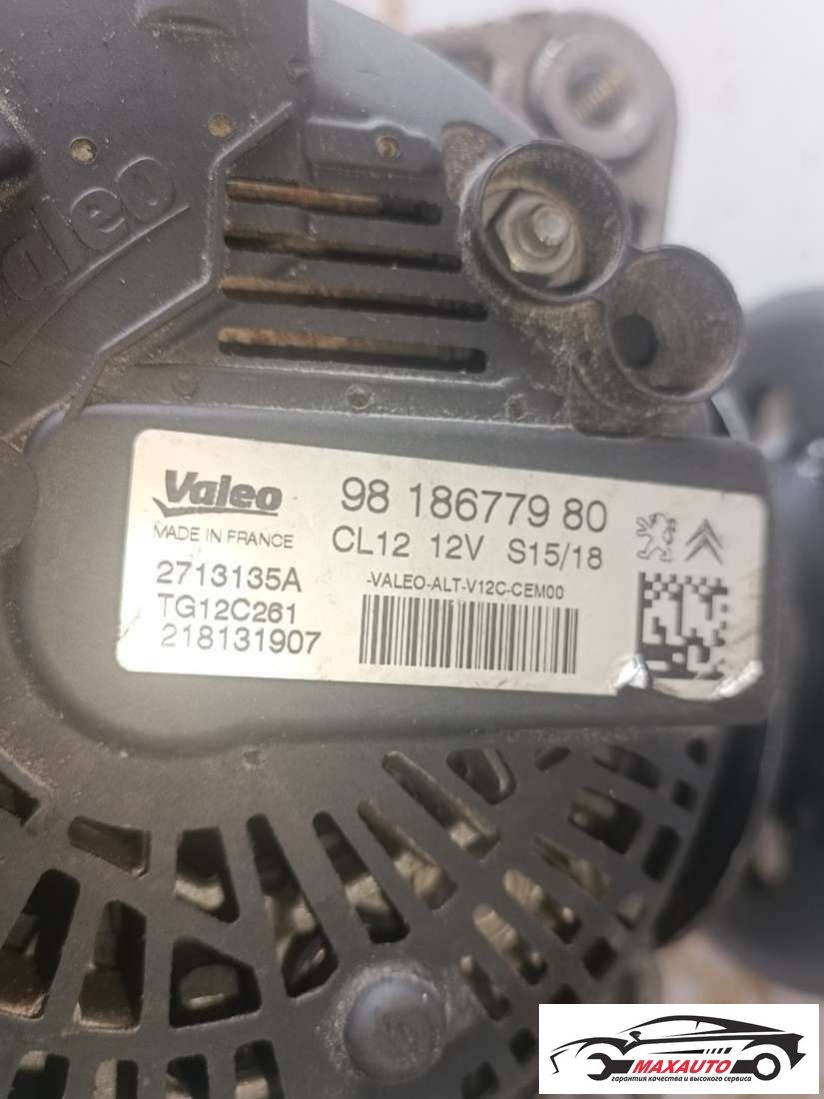 Valeo
Valeo
98 186779 80
MADE IN FRANCE
CL12 12V S15/18
2713135A
-VALEO-ALT-V12C-CEM00
TG12C261
218131907
MAXAUTO
гарантия качества и высокого сервиса